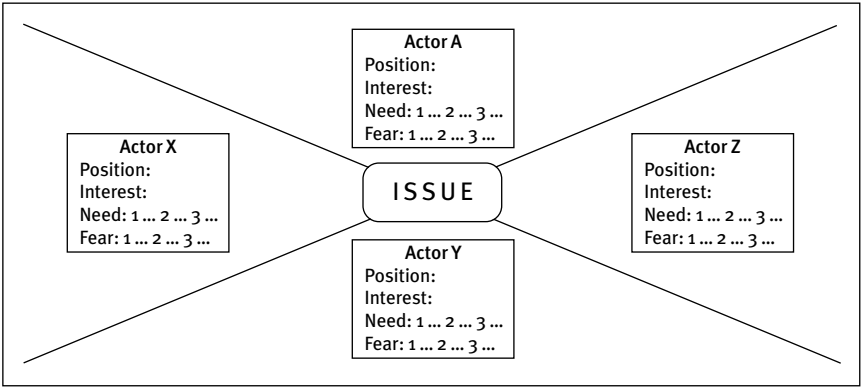 Actor A
Position:
Interest:
Need: 1 ... 2 ... 3 ...
Fear: 1 ... 2 ... 3 ...
Actor X
Position:
Interest:
Need: 1 ... 2 ... 3 ...
Fear: 1 ... 2 ... 3 ...
ISSUE
Actor Z
Position:
Interest:
Need: 1 ... 2 ... 3 ...
Fear: 1 ... 2 ... 3 ...
Actor Y
Position:
Interest:
Need: 1 ... 2 ... 3 ...
Fear: 1 ... 2 ... 3 ...